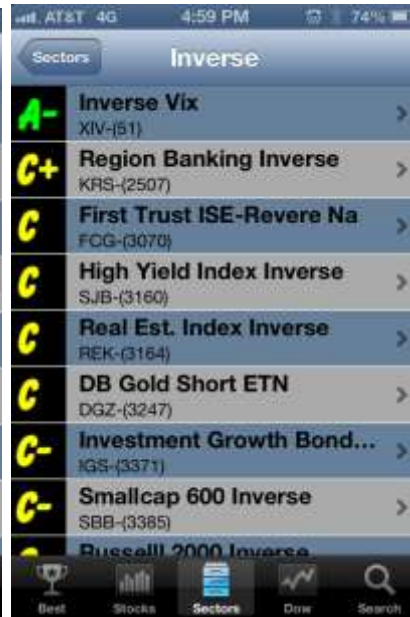 AT&T 4G 4:59 PM 74%
Sectors Inverse
A- Inverse Vix
XIV-(51)
C+ Region Banking Inverse
KRS-(2507)
C First Trust ISE-Revere Na
FCG-(3070)
C High Yield Index Inverse
SJB-(3160)
C Real Est. Index Inverse
REK-(3164)
C DB Gold Short ETN
DGZ-(3247)
C- Investment Growth Bond...
IGS-(3371)
C- Smallcap 600 Inverse
SBB-(3385)
Russelll 2000 Inverse
Best Stocks Sectors Dow Search